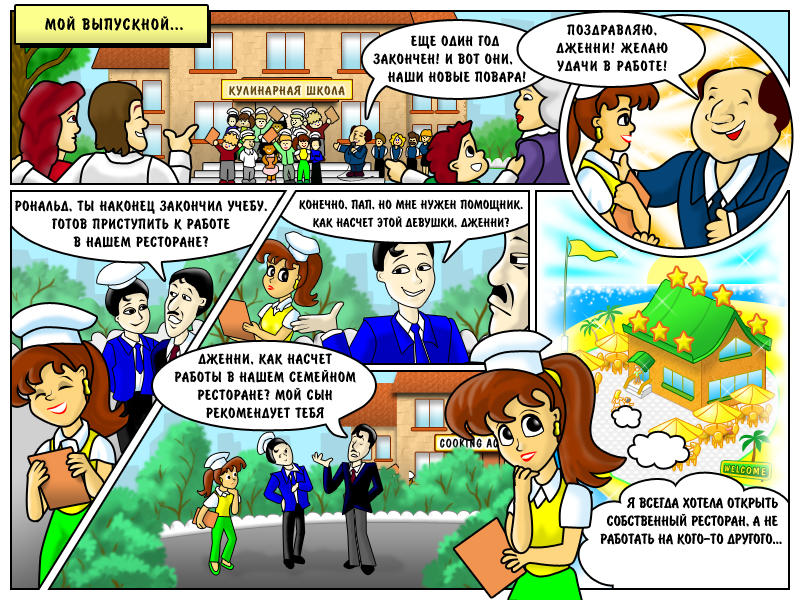 МОЙ ВЫПУСКНОЙ...
ЕЩЕ ОДИН ГОД
ЗАКОНЧЕН! И ВОТ ОНИ,
НАШИ НОВЫЕ ПОВАРА!
КУЛИНАРНАЯ ШКОЛА
ПОЗДРАВЛЯЮ,
ДЖЕННИ! ЖЕЛАЮ
УДАЧИ В РАБОТЕ!
РОНАЛЬД, ТЫ НАКОНЕЦ ЗАКОНЧИЛ УЧЕБУ.
ГОТОВ ПРИСТУПИТЬ К РАБОТЕ
В НАШЕМ РЕСТОРАНЕ?
КОНЕЧНО, ПАП, НО МНЕ НУЖЕН ПОМОЩНИК.
КАК НАСЧЕТ ЭТОЙ ДЕВУШКИ, ДЖЕННИ?
ДЖЕННИ, КАК НАСЧЕТ
РАБОТЫ В НАШЕМ СЕМЕЙНОМ
РЕСТОРАНЕ? МОЙ СЫН
РЕКОМЕНДУЕТ ТЕБЯ
COOKING AC
WELCOME
Я ВСЕГДА ХОТЕЛА ОТКРЫТЬ
СОБСТВЕННЫЙ РЕСТОРАН, А НЕ
РАБОТАТЬ НА КОГО-ТО ДРУГОГО...